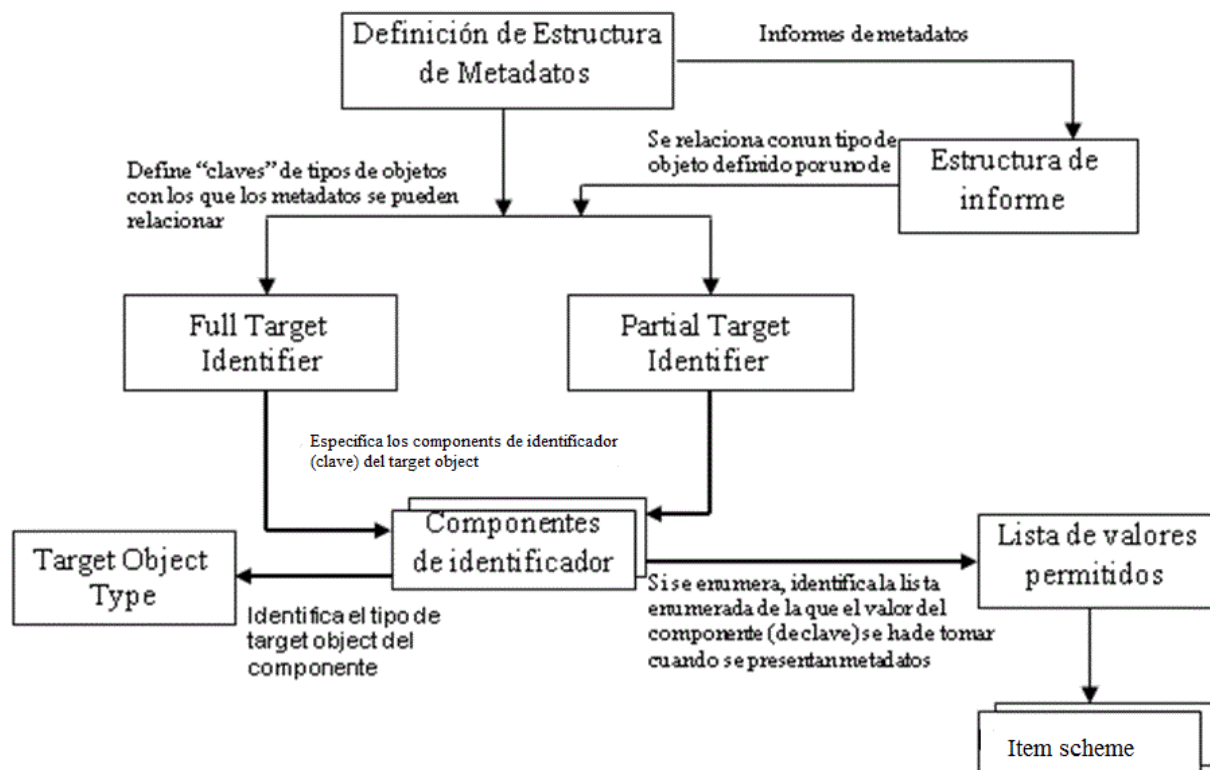 Definición de Estructura
de Metadatos
Informes de metadatos
Se relaciona conun tipo de
objeto definido por uno de
Estructura de
informe
Define “claves” de tipos de objetos
con los que los metadatos se pueden
relacionar
Full Target
Identifier
Partial Target
Identifier
Especifica los components de identificador
(clave) del target object
Componentes
de identificador
Target Object
Type
Identifica el tipo de
target object del
componente
Si se enumera, identifica la lista
enumerada de la que el valor del
componente (de clave) se ha de tomar
cuando se presentan metadatos
Lista de valores
permitidos
Item scheme